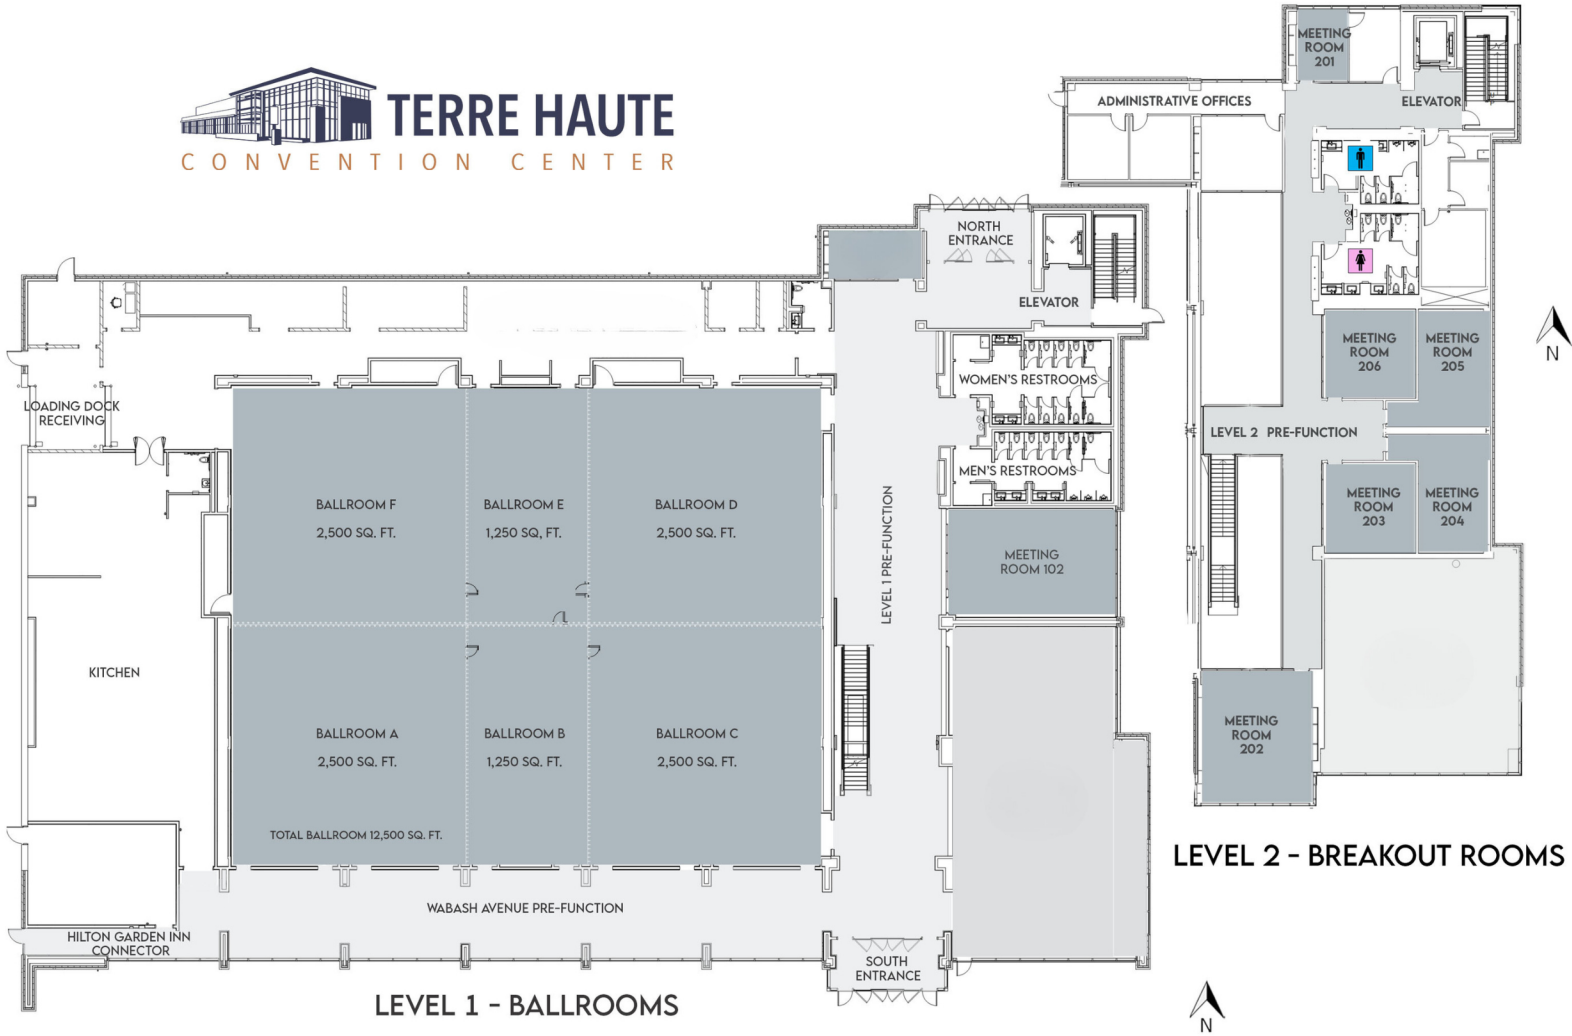 TERRE HAUTE
CONVENTION CENTER
NORTH
ENTRANCE
ELEVATOR
WOMEN'S RESTROOMS
MEN'S RESTROOMS
LOADING DOCK
RECEIVING
BALLROOM F
2,500 SQ. FT.
BALLROOM E
1,250 SQ, FT.
BALLROOM D
2,500 SQ. FT.
LEVEL 1 PRE-FUNCTION
MEETING
ROOM 102
KITCHEN
BALLROOM A
2,500 SQ. FT.
BALLROOM B
1,250 SQ. FT.
BALLROOM C
2,500 SQ. FT.
TOTAL BALLROOM 12,500 SQ. FT.
WABASH AVENUE PRE-FUNCTION
HILTON GARDEN INN
CONNECTOR
SOUTH
ENTRANCE
LEVEL 1 - BALLROOMS
N
MEETING
ROOM
201
ADMINISTRATIVE OFFICES
ELEVATOR
MEETING
ROOM
206
MEETING
ROOM
205
N
LEVEL 2 PRE-FUNCTION
MEETING
ROOM
203
MEETING
ROOM
204
MEETING
ROOM
202
LEVEL 2 - BREAKOUT ROOMS